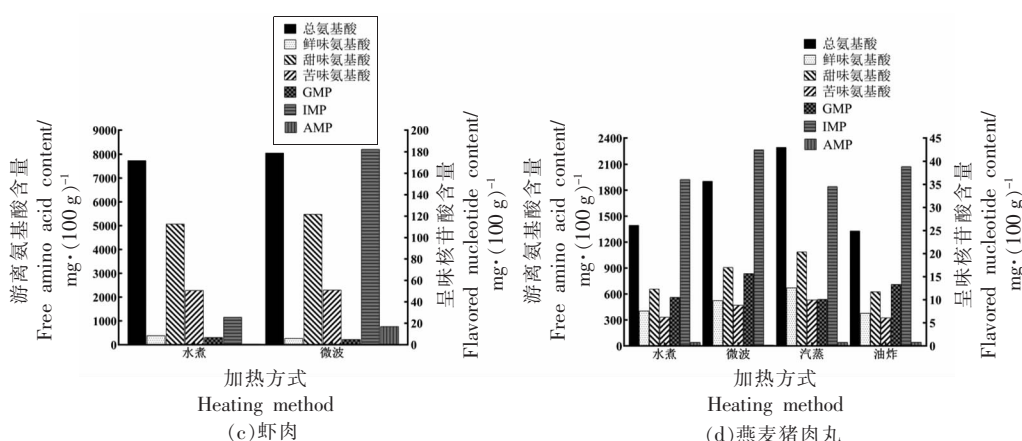 总氨基酸
鲜味氨基酸
甜味氨基酸
苦味氨基酸
GMP
IMP
AMP
游离氨基酸含量
Free amino acid content/
mg·(100 g)⁻¹
9000
8000
7000
6000
5000
4000
3000
2000
1000
0
200
180
160
140
120
100
80
60
40
20
0
呈味核苷酸含量
Flavored nucleotide content/
mg·(100 g)⁻¹
水煮 微波
加热方式
Heating method
(c)虾肉
总氨基酸
鲜味氨基酸
甜味氨基酸
苦味氨基酸
GMP
IMP
AMP
游离氨基酸含量
Free amino acid content/
mg·(100 g)⁻¹
2400
2100
1800
1500
1200
900
600
300
0
45
40
35
30
25
20
15
10
5
0
呈味核苷酸含量
Flavored nucleotide content/
mg·(100 g)⁻¹
水煮 微波 汽蒸 油炸
加热方式
Heating method
(d)燕麦猪肉丸